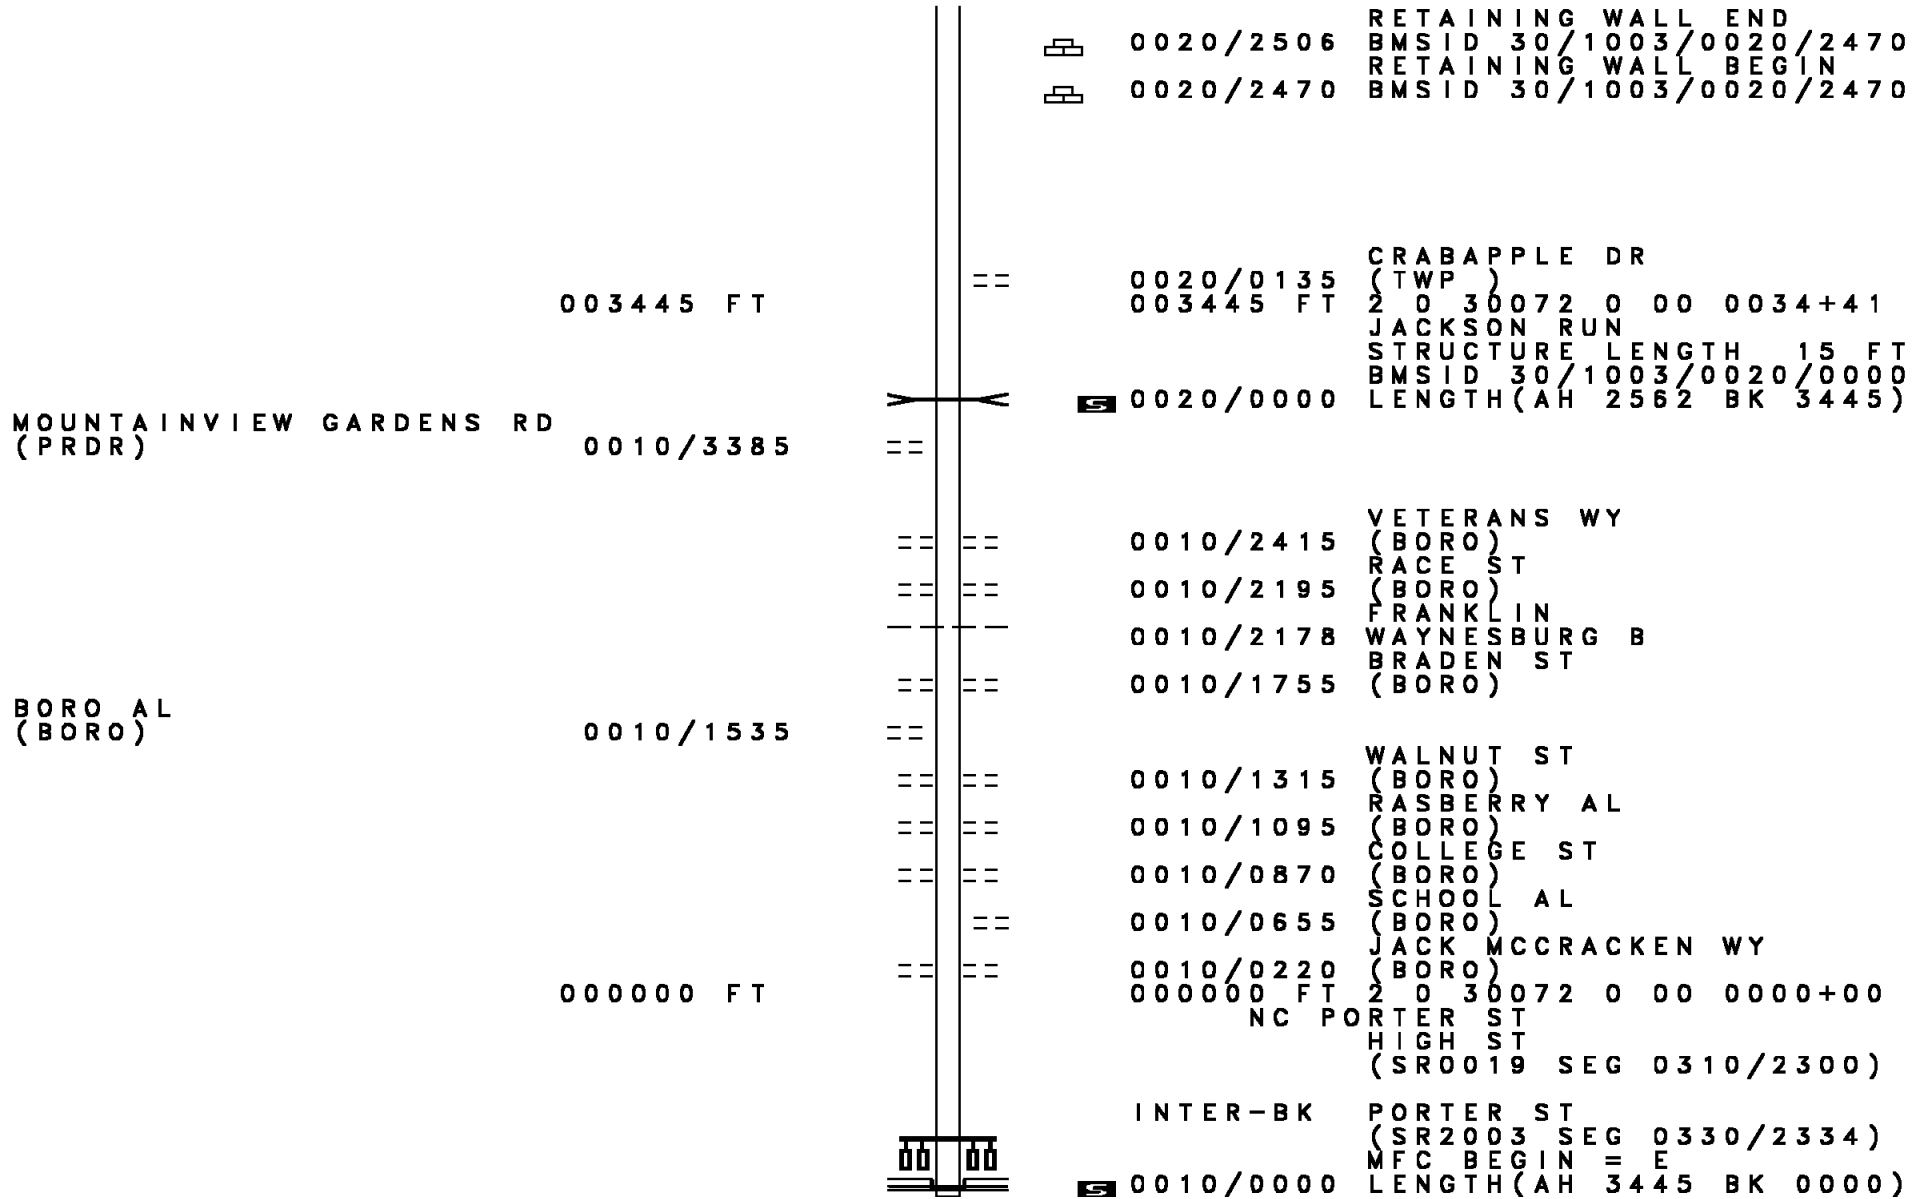 RETAINING WALL END
0020/2506 BMSID 30/1003/0020/2470
RETAINING WALL BEGIN
0020/2470 BMSID 30/1003/0020/2470
CRABAPPLE DR
0020/0135 (TWP )
003445 FT 003445 FT 2 0 30072 0 00 0034+41
JACKSON RUN
STRUCTURE LENGTH 15 FT
BMSID 30/1003/0020/0000
S 0020/0000 LENGTH(AH 2562 BK 3445)
MOUNTAINVIEW GARDENS RD
(PRDR) 0010/3385
VETERANS WY
0010/2415 (BORO)
RACE ST
0010/2195 (BORO)
FRANKLIN
0010/2178 WAYNESBURG B
BRADEN ST
0010/1755 (BORO)
BORO AL
(BORO) 0010/1535
WALNUT ST
0010/1315 (BORO)
RASBERRY AL
0010/1095 (BORO)
COLLEGE ST
0010/0870 (BORO)
SCHOOL AL
0010/0655 (BORO)
JACK MCCRACKEN WY
0010/0220 (BORO)
000000 FT 000000 FT 2 0 30072 0 00 0000+00
NC PORTER ST
HIGH ST
(SR0019 SEG 0310/2300)
INTER-BK PORTER ST
(SR2003 SEG 0330/2334)
MFC BEGIN = E
S 0010/0000 LENGTH(AH 3445 BK 0000)